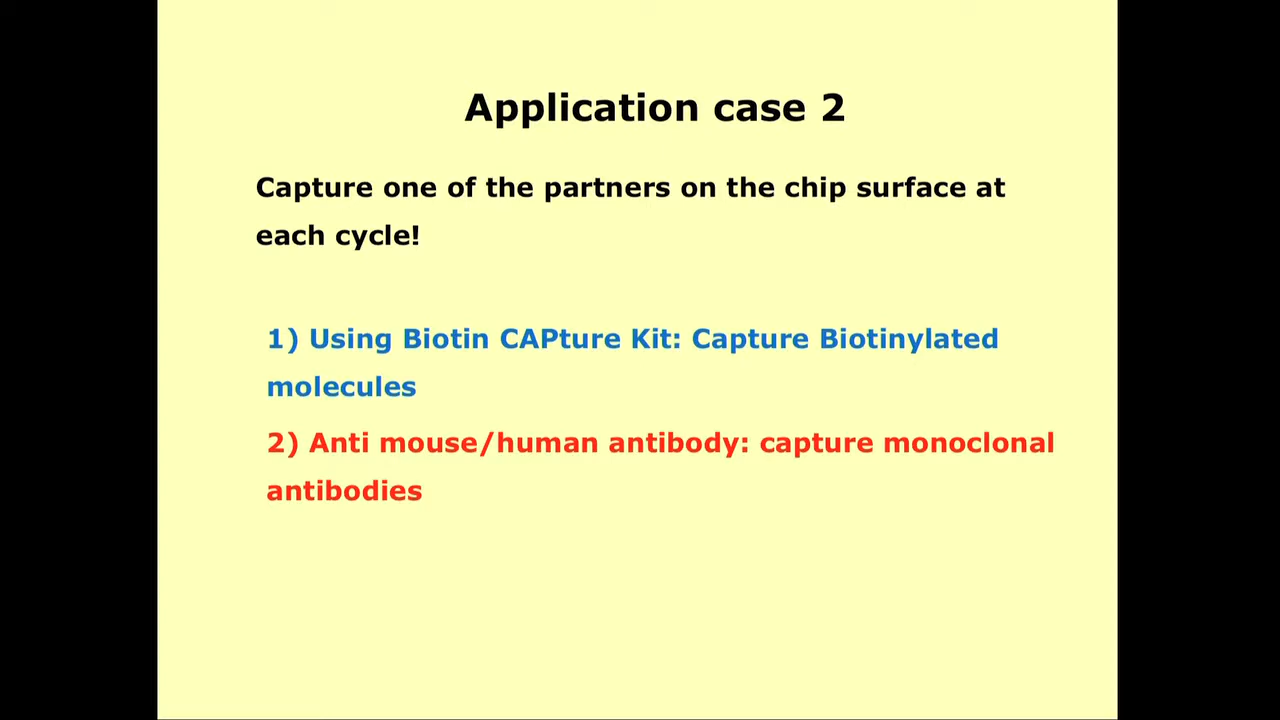 Application case 2
Capture one of the partners on the chip surface at
each cycle!
1) Using Biotin CAPture Kit: Capture Biotinylated
molecules
2) Anti mouse/human antibody: capture monoclonal
antibodies